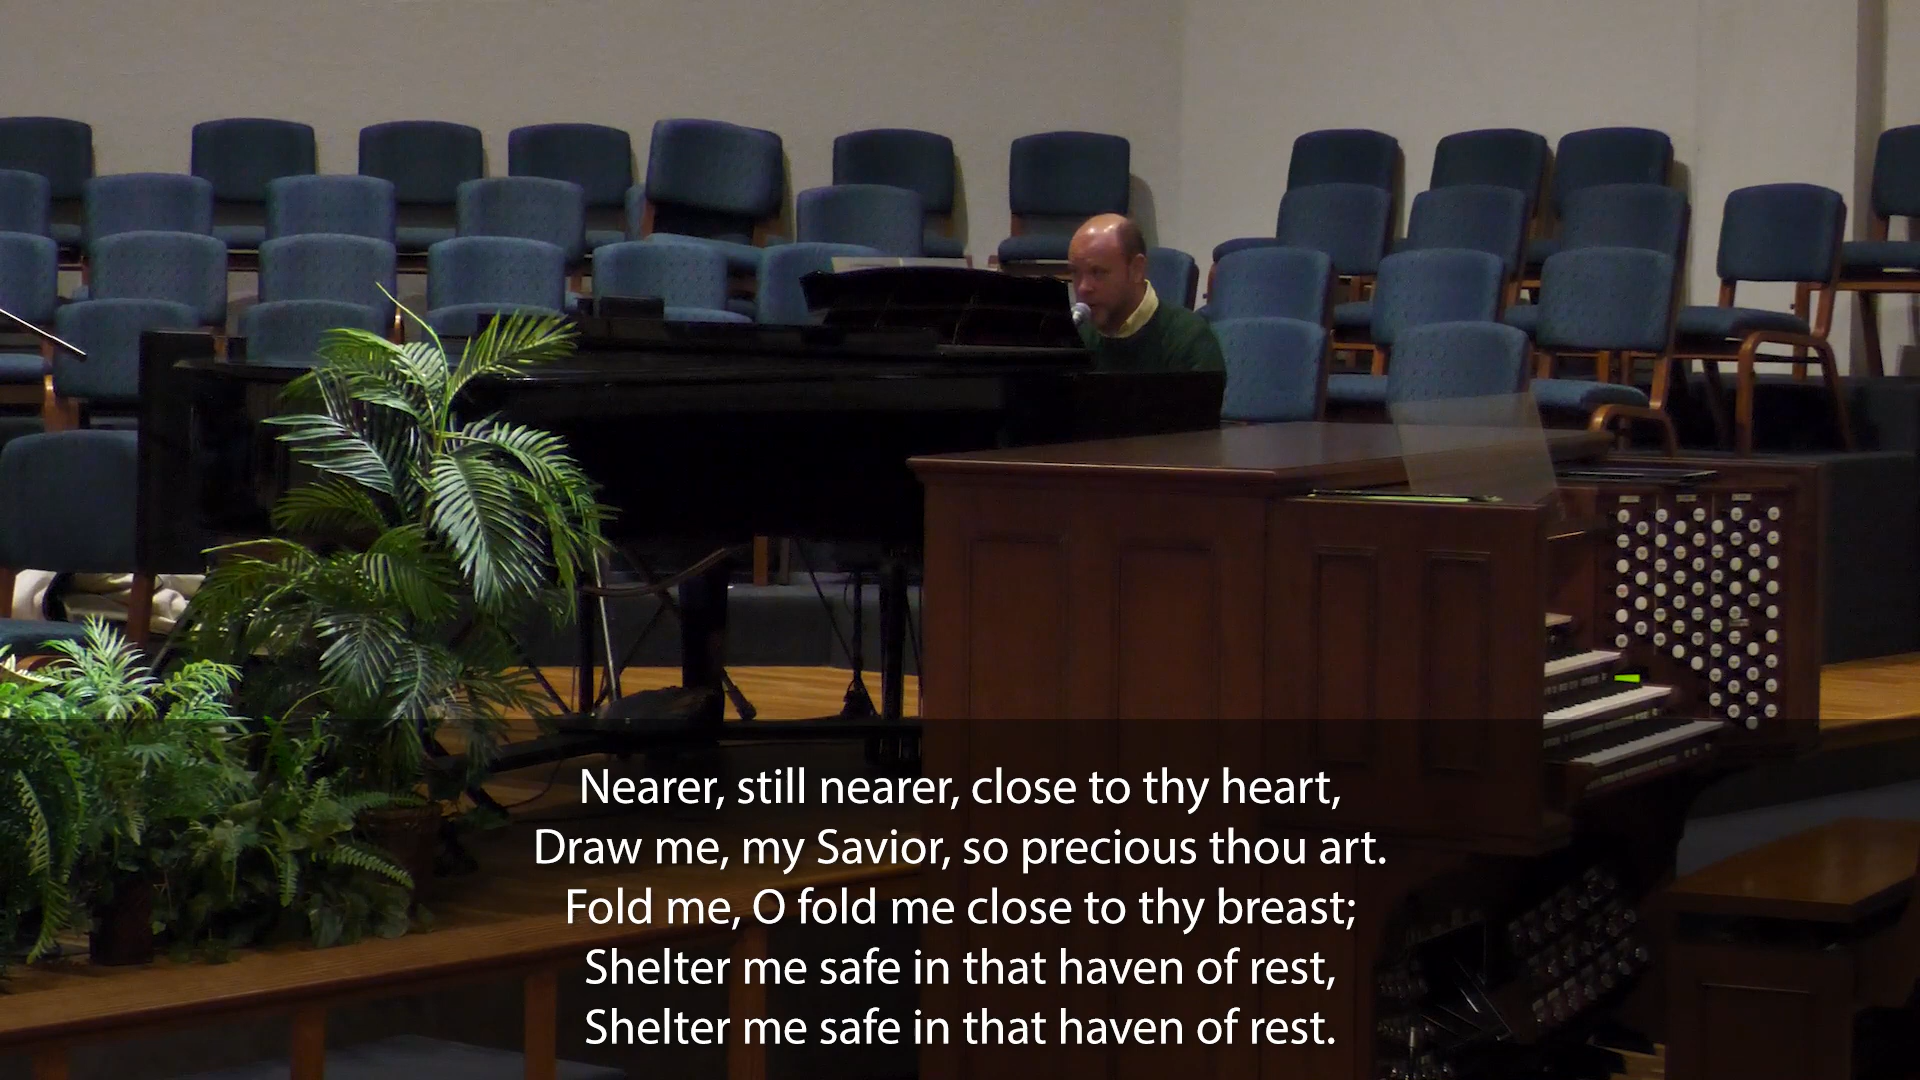 Nearer, still nearer, close to thy heart,
Draw me, my Savior, so precious thou art.
Fold me, O fold me close to thy breast;
Shelter me safe in that haven of rest,
Shelter me safe in that haven of rest.